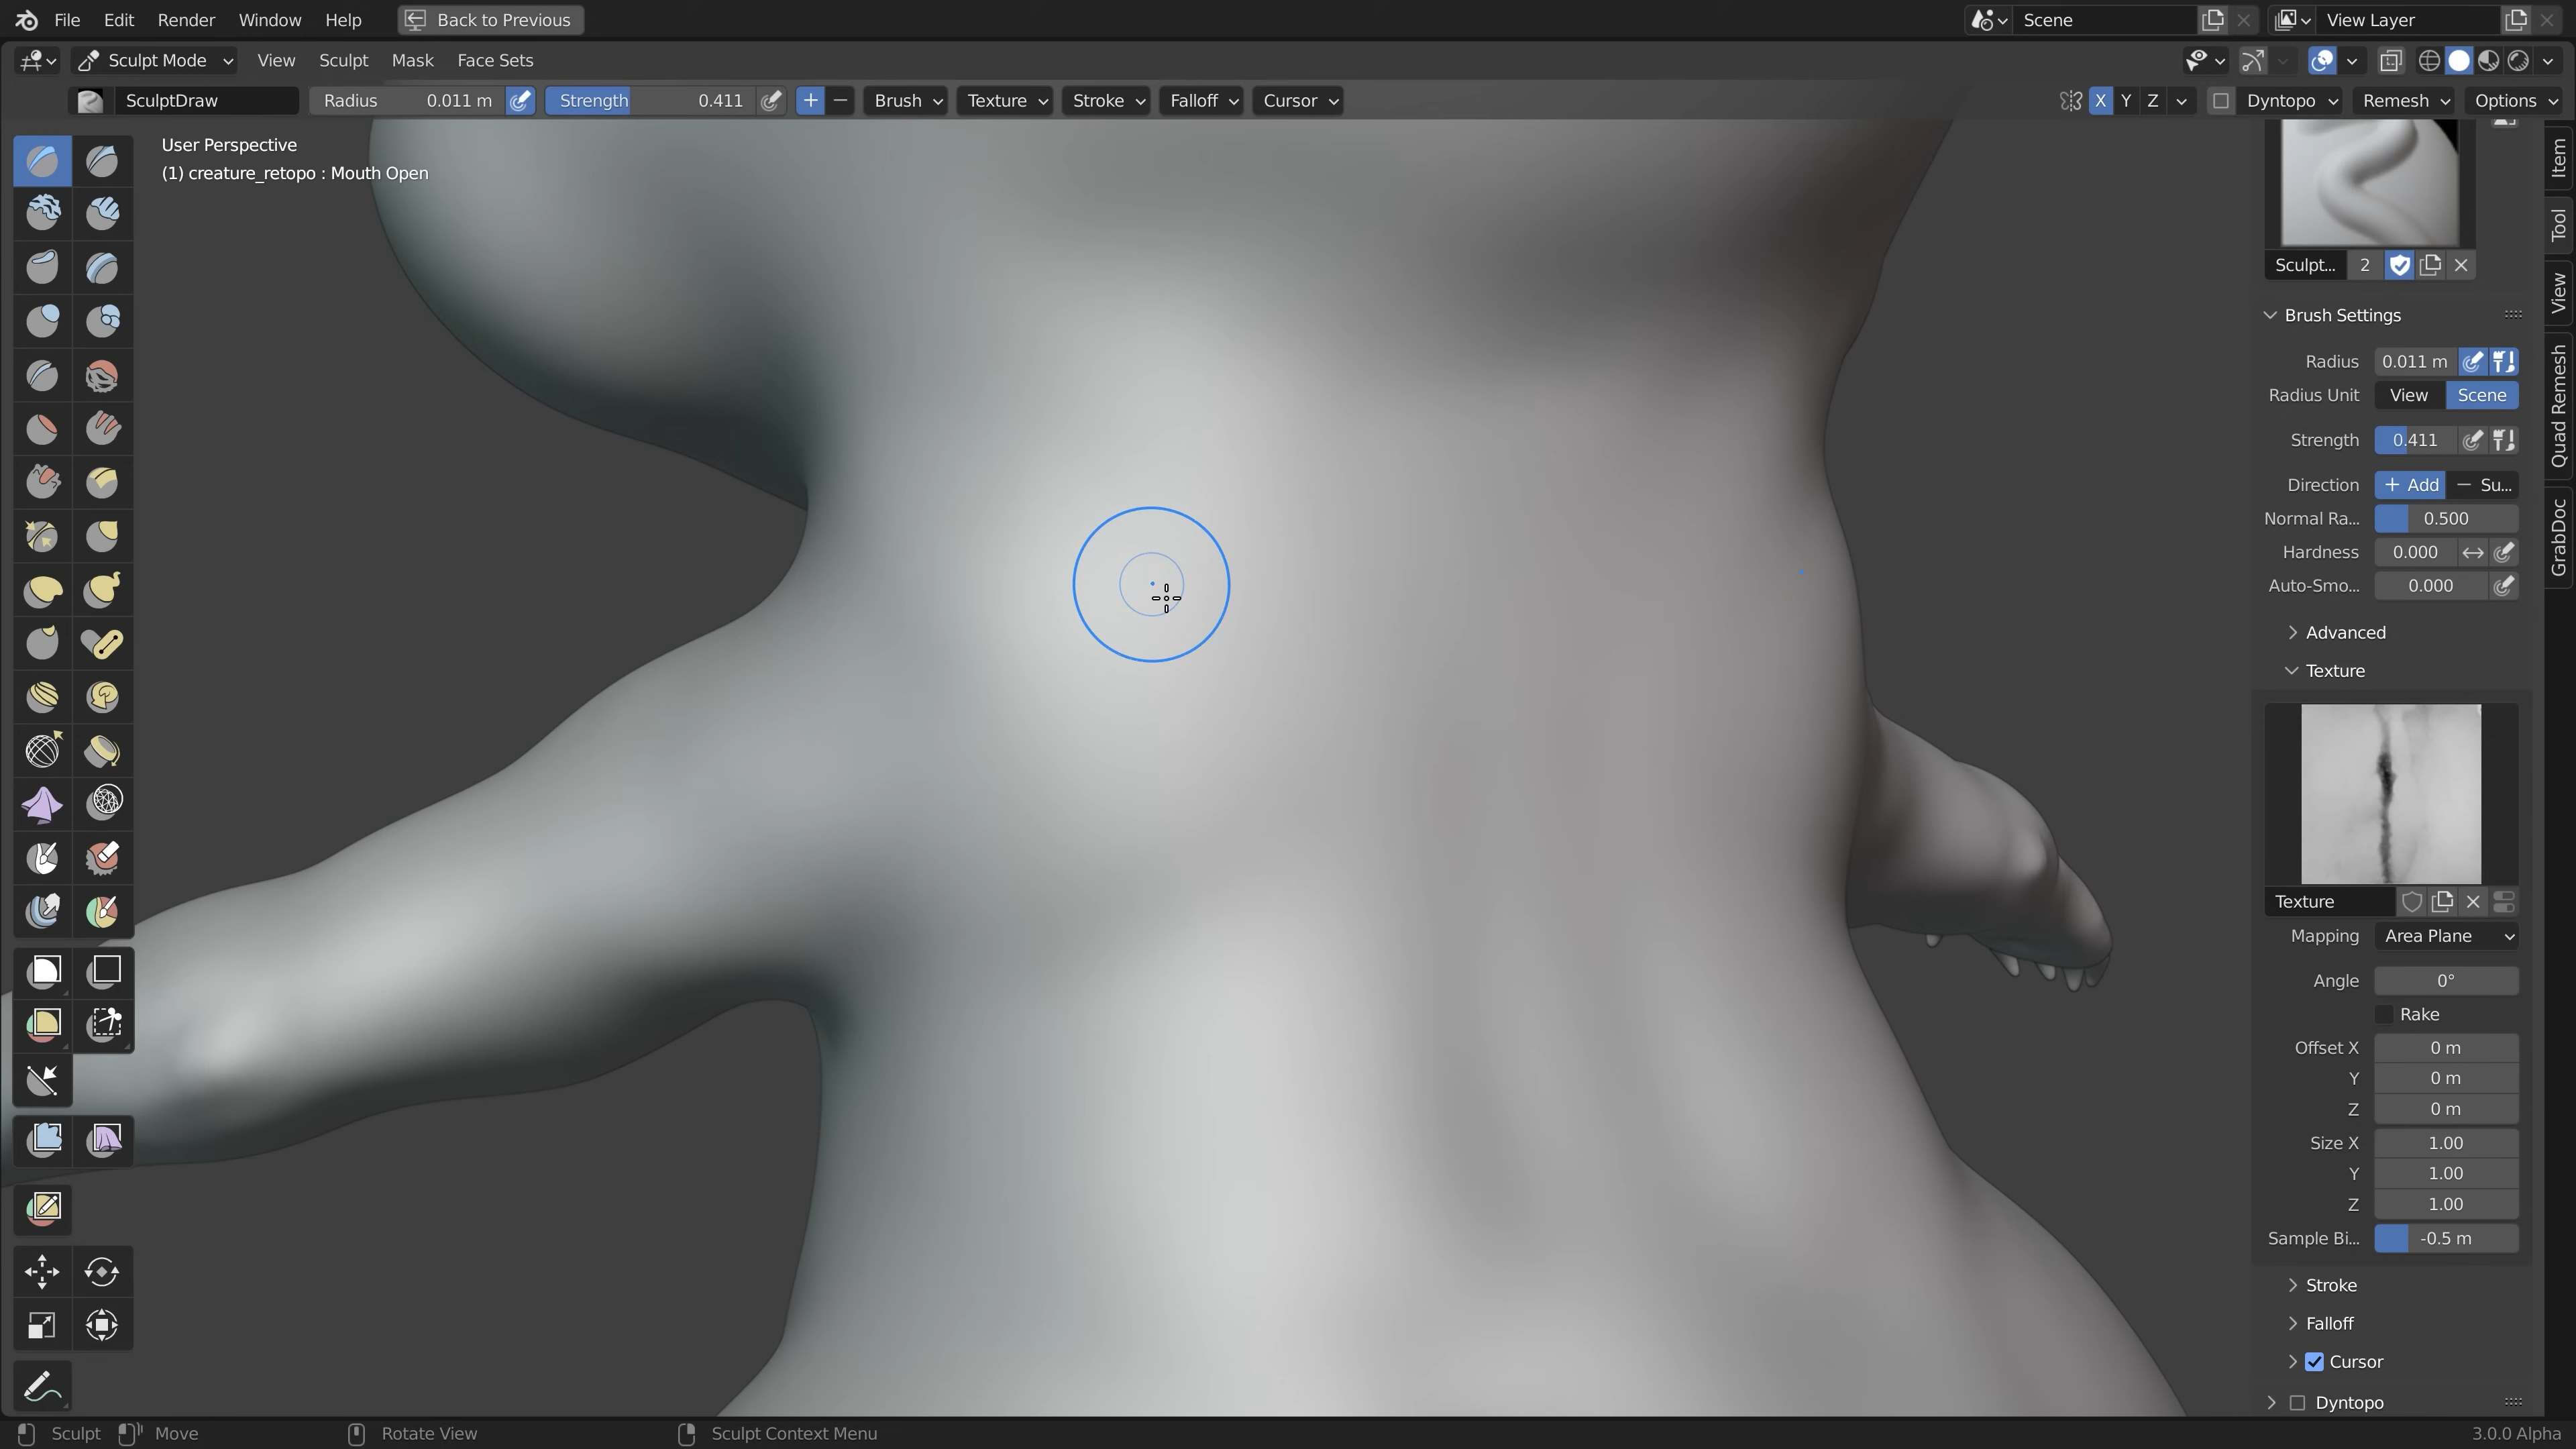 File Edit Render Window Help Back to Previous Scene View Layer
Sculpt Mode View Sculpt Mask Face Sets
SculptDraw Radius 0.011 m Strength 0.411 + − Brush Texture Stroke Falloff Cursor X Y Z Dyntopo Remesh Options
User Perspective
(1) creature_retopo : Mouth Open
Sculpt... 2
Brush Settings
Radius 0.011 m
Radius Unit View Scene
Strength 0.411
Direction + Add − Su...
Normal Ra... 0.500
Hardness 0.000
Auto-Smo... 0.000
Advanced
Texture
Texture
Mapping Area Plane
Angle 0°
Rake
Offset X 0 m
Y 0 m
Z 0 m
Size X 1.00
Y 1.00
Z 1.00
Sample Bi... -0.5 m
Stroke
Falloff
Cursor
Dyntopo
Item
Tool
View
Quad Remesh
GrabDoc
Sculpt Move Rotate View Sculpt Context Menu 3.0.0 Alpha